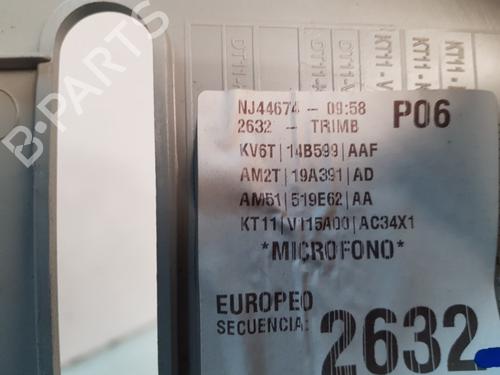 NJ44674 - 09:58 P06
2632 - TRIMB
KV6T|14B599|AAF
AM2T|19A391|AD
AM51|519E62|AA
KT11|V115A00|AC34X1
*MICROFONO*
EUROPEO
SECUENCIA: 2632